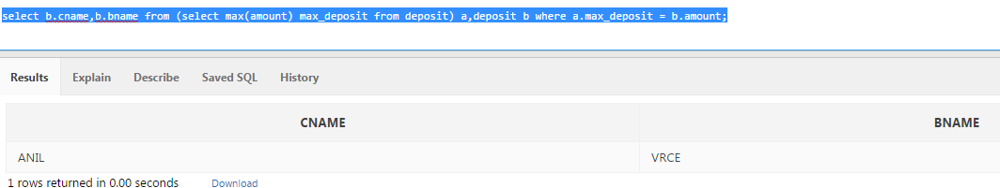 select b.cname,b.bname from (select max(amount) max_deposit from deposit) a,deposit b where a.max_deposit = b.amount;
Results Explain Describe Saved SQL History
CNAME BNAME
ANIL VRCE
1 rows returned in 0.00 seconds Download